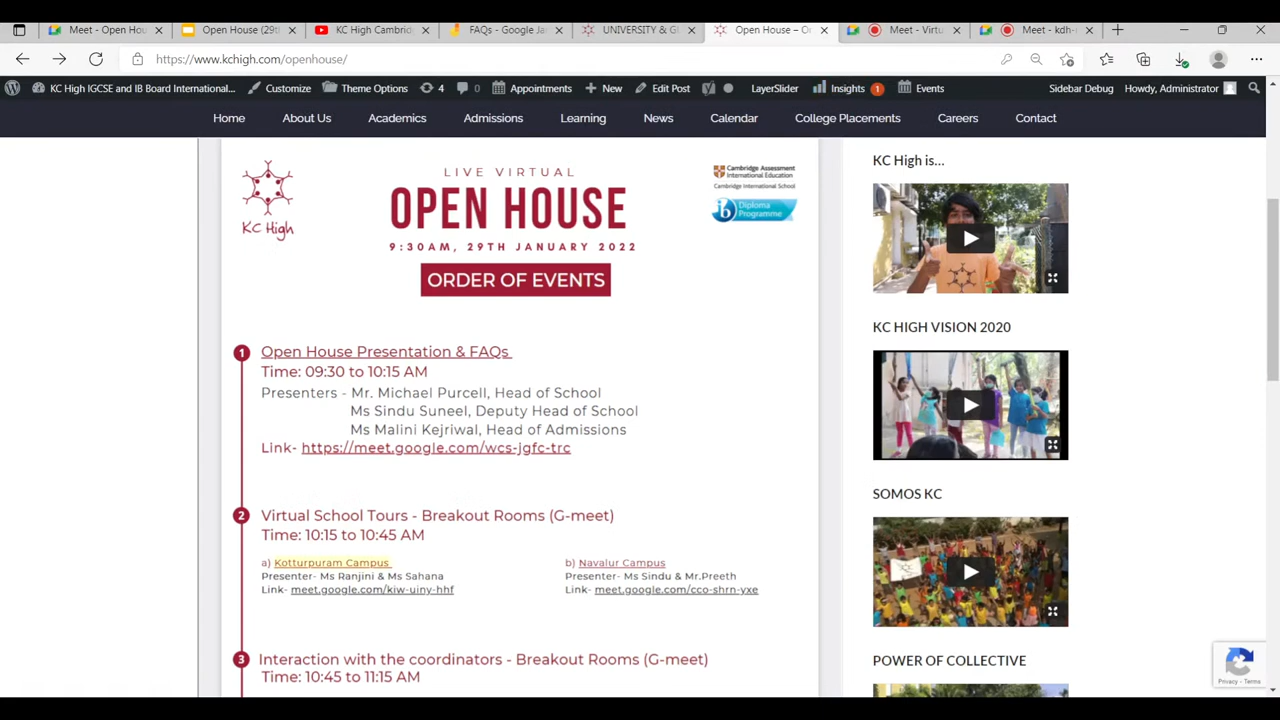 Meet - Open Hou
Open House (29t
KC High Cambrid
FAQs - Google Ja
UNIVERSITY & G
Open House – O
Meet - Virtu
Meet - kdh-
https://www.kchigh.com/openhouse/
KC High IGCSE and IB Board International...
Customize
Theme Options
4
0
Appointments
New
Edit Post
LayerSlider
Insights 1
Events
Sidebar Debug
Howdy, Administrator
Home
About Us
Academics
Admissions
Learning
News
Calendar
College Placements
Careers
Contact
KC High
LIVE VIRTUAL
OPEN HOUSE
9:30AM, 29TH JANUARY 2022
ORDER OF EVENTS
Cambridge Assessment
International Education
Cambridge International School
ib Diploma
Programme
1 Open House Presentation & FAQs
Time: 09:30 to 10:15 AM
Presenters - Mr. Michael Purcell, Head of School
Ms Sindu Suneel, Deputy Head of School
Ms Malini Kejriwal, Head of Admissions
Link- https://meet.google.com/wcs-jgfc-trc
2 Virtual School Tours - Breakout Rooms (G-meet)
Time: 10:15 to 10:45 AM
a) Kotturpuram Campus
Presenter- Ms Ranjini & Ms Sahana
Link- meet.google.com/kiw-uiny-hhf
b) Navalur Campus
Presenter- Ms Sindu & Mr.Preeth
Link- meet.google.com/cco-shrn-yxe
3 Interaction with the coordinators - Breakout Rooms (G-meet)
Time: 10:45 to 11:15 AM
KC High is...
KC HIGH VISION 2020
SOMOS KC
POWER OF COLLECTIVE
Privacy - Terms